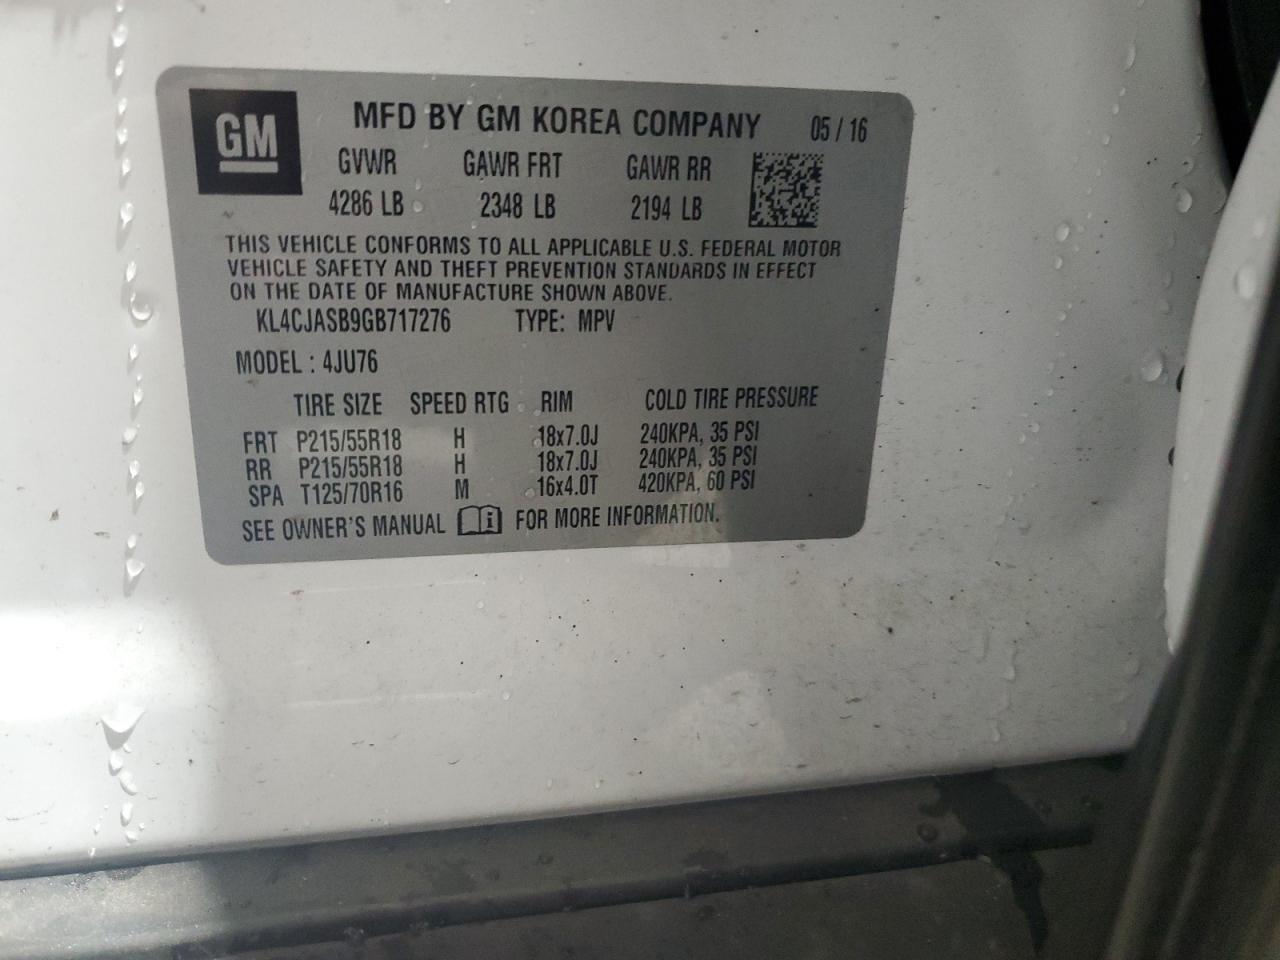 GM
MFD BY GM KOREA COMPANY 05 / 16
GVWR GAWR FRT GAWR RR
4286 LB 2348 LB 2194 LB
THIS VEHICLE CONFORMS TO ALL APPLICABLE U.S. FEDERAL MOTOR
VEHICLE SAFETY AND THEFT PREVENTION STANDARDS IN EFFECT
ON THE DATE OF MANUFACTURE SHOWN ABOVE.
KL4CJASB9GB717276 TYPE: MPV
MODEL : 4JU76
TIRE SIZE SPEED RTG RIM COLD TIRE PRESSURE
FRT P215/55R18 H 18x7.0J 240KPA, 35 PSI
RR P215/55R18 H 18x7.0J 240KPA, 35 PSI
SPA T125/70R16 M 16x4.0T 420KPA, 60 PSI
SEE OWNER'S MANUAL FOR MORE INFORMATION.